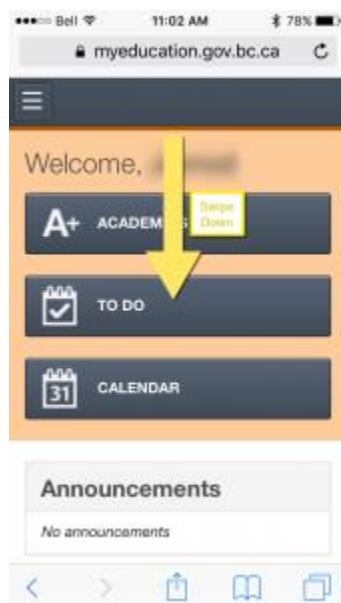 Bell 11:02 AM 78%
myeducation.gov.bc.ca
Welcome,
A+ ACADEMICS
Swipe
Down
TO DO
31 CALENDAR
Announcements
No announcements